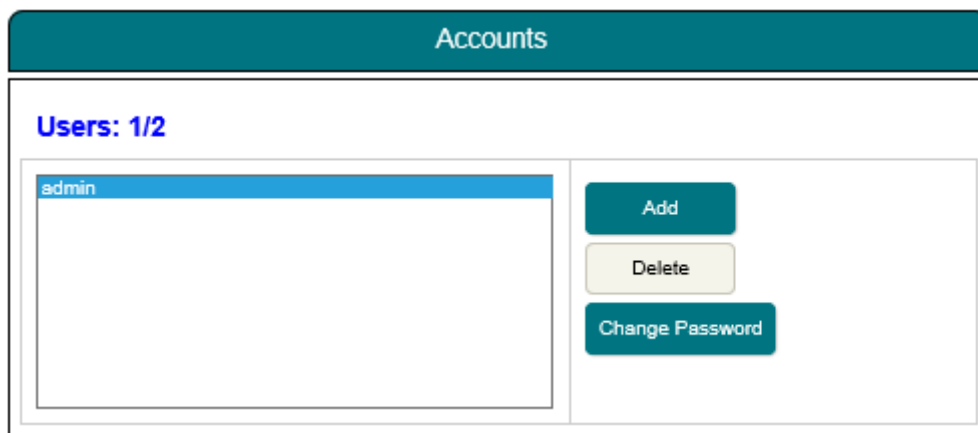 Accounts
Users: 1/2
admin
Add
Delete
Change Password